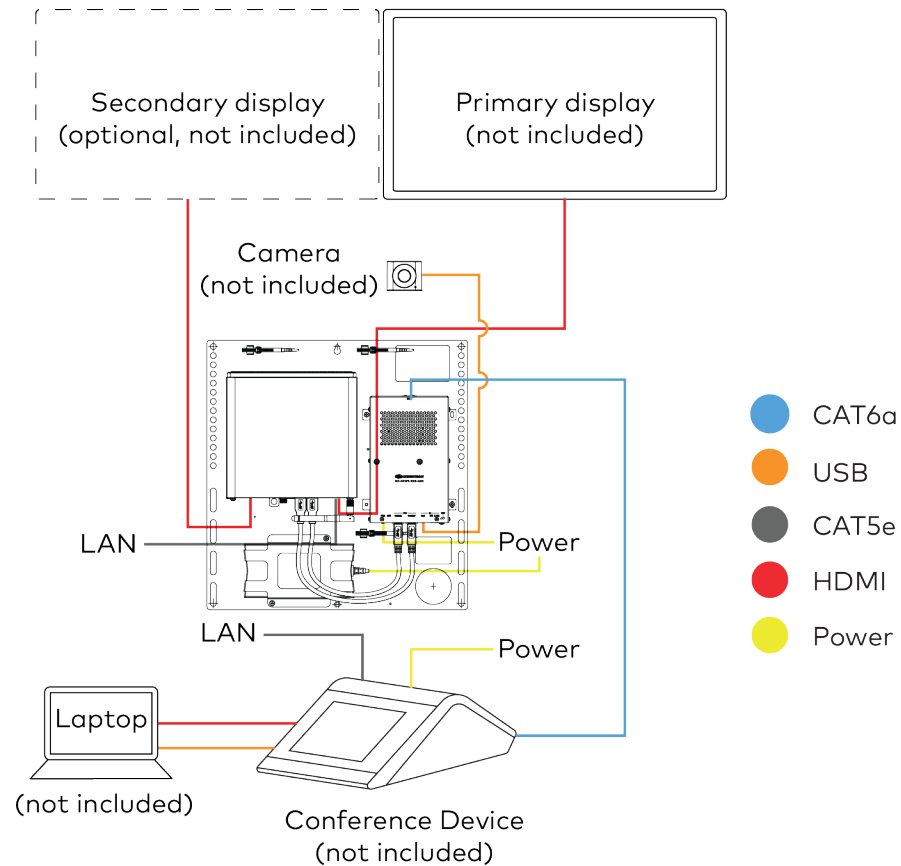 Secondary display
(optional, not included)
Primary display
(not included)
Camera
(not included)
CAT6a
USB
CAT5e
HDMI
Power
LAN
Power
LAN
Power
Laptop
(not included)
Conference Device
(not included)